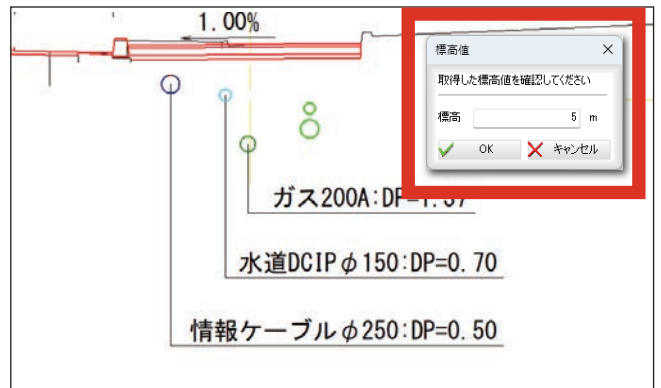 1.00%
標高値
取得した標高値を確認してください
標高 5 m
OK キャンセル
ガス200A:DP=1.37
水道DCIPφ150:DP=0.70
情報ケーブルφ250:DP=0.50